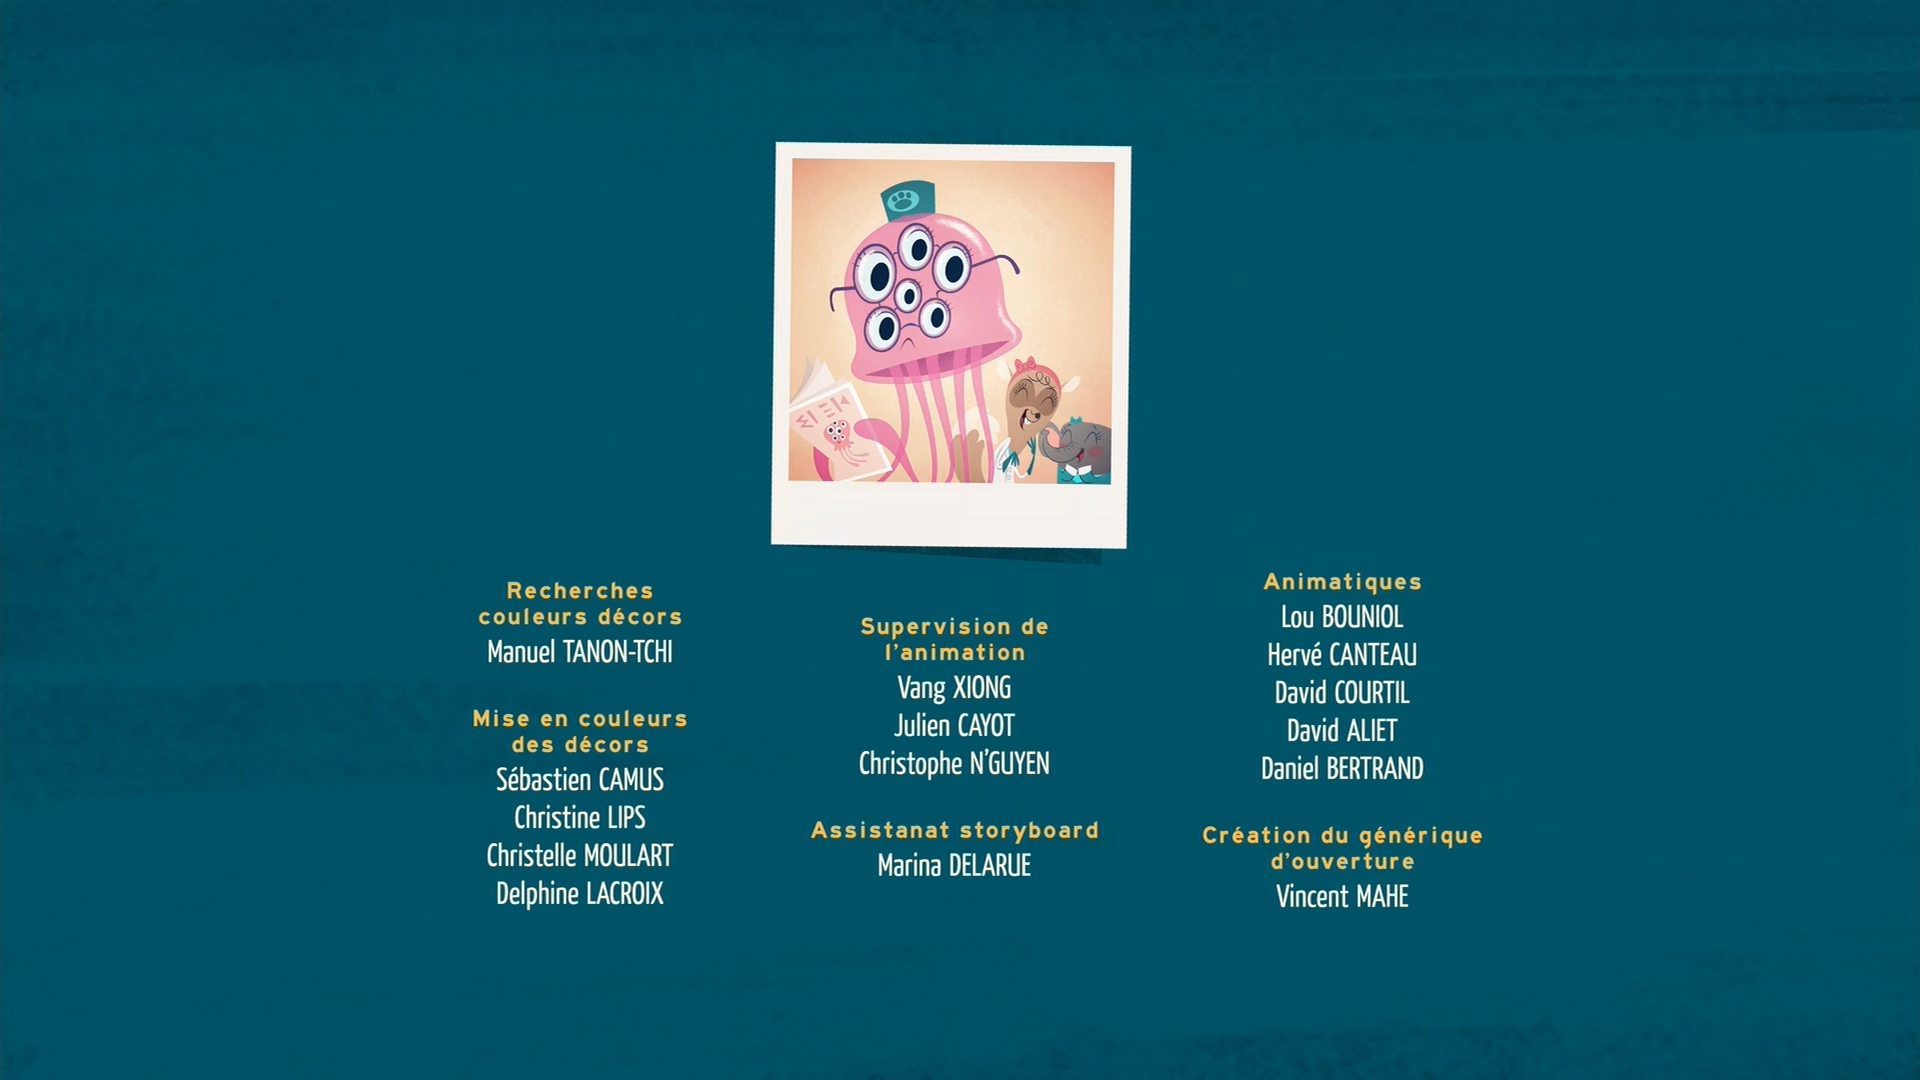 Recherches
couleurs décors
Manuel TANON-TCHI
Mise en couleurs
des décors
Sébastien CAMUS
Christine LIPS
Christelle MOULART
Delphine LACROIX
Supervision de
l’animation
Vang XIONG
Julien CAYOT
Christophe N’GUYEN
Assistanat storyboard
Marina DELARUE
Animatiques
Lou BOUNIOL
Hervé CANTEAU
David COURTIL
David ALIET
Daniel BERTRAND
Création du générique
d’ouverture
Vincent MAHE